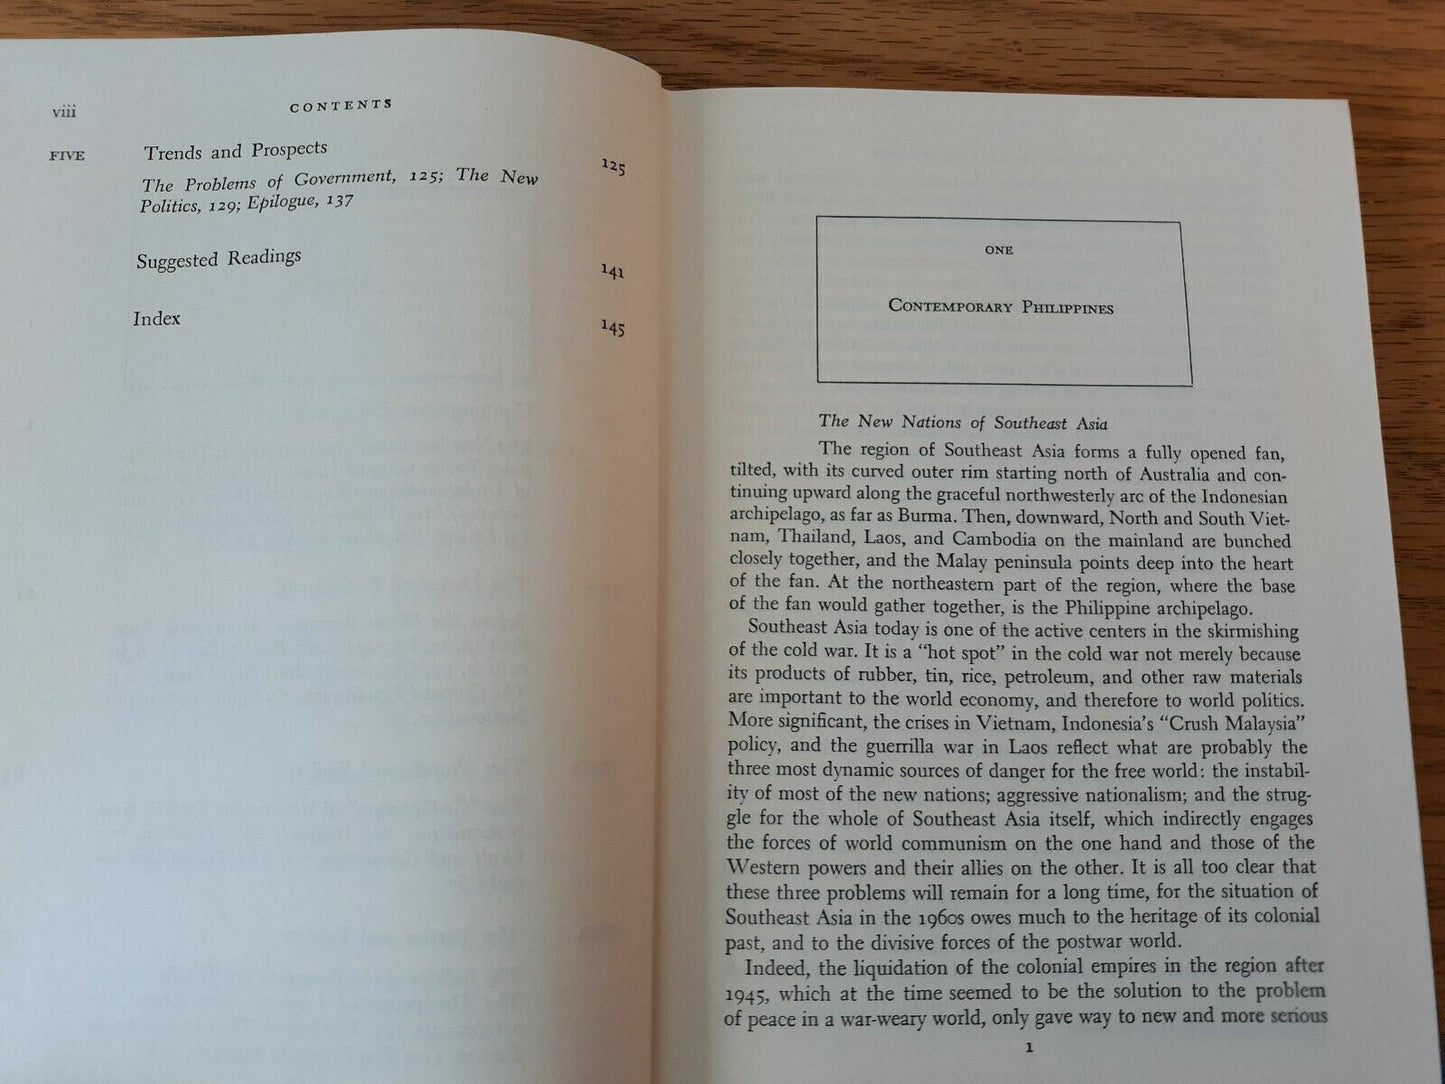 viii
CONTENTS
FIVE Trends and Prospects 125
The Problems of Government, 125; The New
Politics, 129; Epilogue, 137
Suggested Readings 141
Index 145
ONE
CONTEMPORARY PHILIPPINES
The New Nations of Southeast Asia
The region of Southeast Asia forms a fully opened fan,
tilted, with its curved outer rim starting north of Australia and con-
tinuing upward along the graceful northwesterly arc of the Indonesian
archipelago, as far as Burma. Then, downward, North and South Viet-
nam, Thailand, Laos, and Cambodia on the mainland are bunched
closely together, and the Malay peninsula points deep into the heart
of the fan. At the northeastern part of the region, where the base
of the fan would gather together, is the Philippine archipelago.
Southeast Asia today is one of the active centers in the skirmishing
of the cold war. It is a "hot spot" in the cold war not merely because
its products of rubber, tin, rice, petroleum, and other raw materials
are important to the world economy, and therefore to world politics.
More significant, the crises in Vietnam, Indonesia's "Crush Malaysia"
policy, and the guerrilla war in Laos reflect what are probably the
three most dynamic sources of danger for the free world: the instabil-
ity of most of the new nations; aggressive nationalism; and the strug-
gle for the whole of Southeast Asia itself, which indirectly engages
the forces of world communism on the one hand and those of the
Western powers and their allies on the other. It is all too clear that
these three problems will remain for a long time, for the situation of
Southeast Asia in the 1960s owes much to the heritage of its colonial
past, and to the divisive forces of the postwar world.
Indeed, the liquidation of the colonial empires in the region after
1945, which at the time seemed to be the solution to the problem
of peace in a war-weary world, only gave way to new and more serious
1